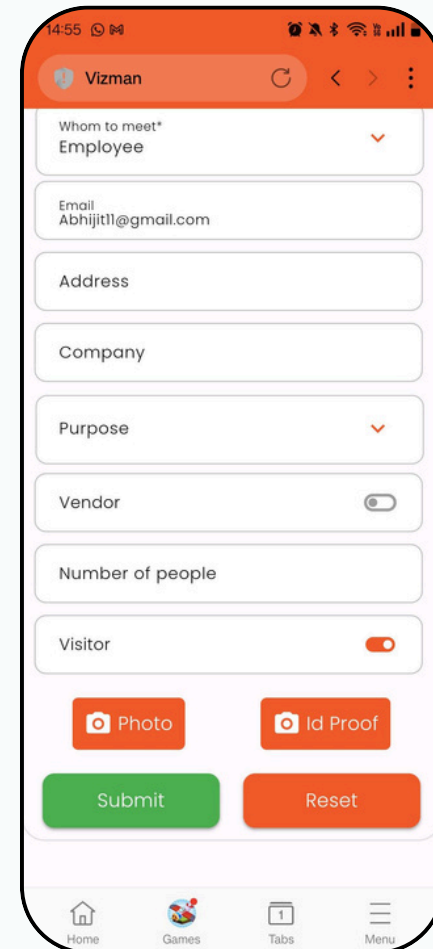 14:55
Vizman
Whom to meet*
Employee
Email
Abhijit11@gmail.com
Address
Company
Purpose
Vendor
Number of people
Visitor
Photo Id Proof
Submit Reset
1
Home Games Tabs Menu